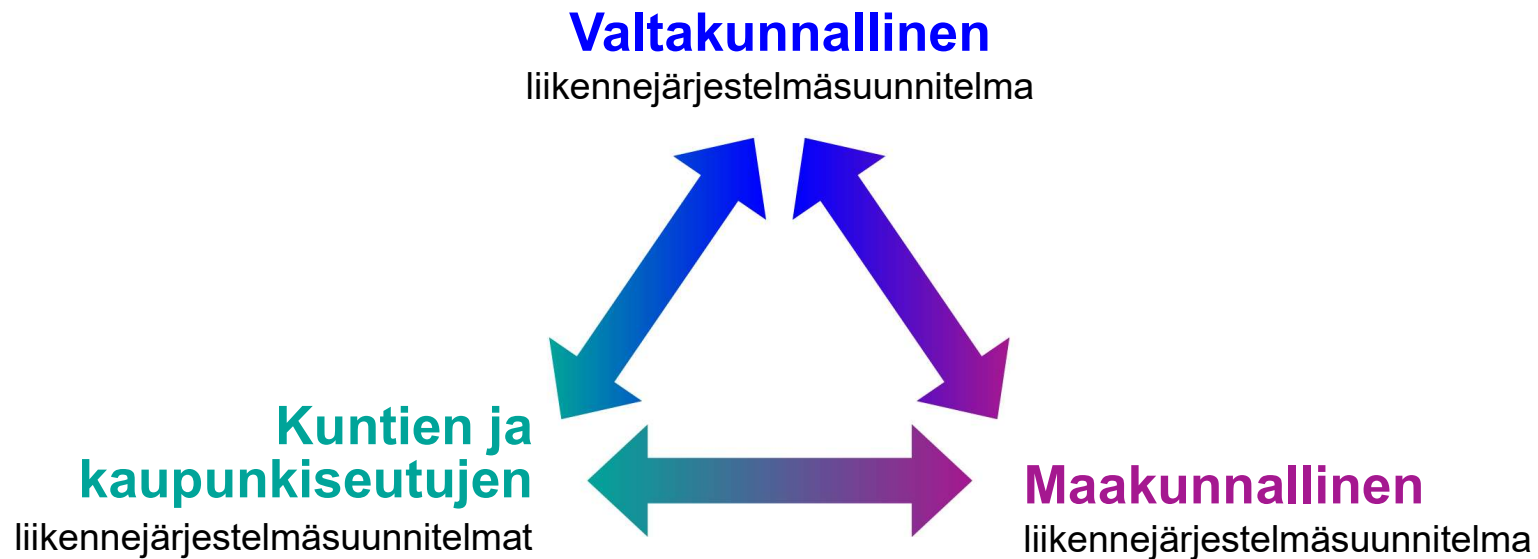 Valtakunnallinen
liikennejärjestelmäsuunnitelma
Kuntien ja
kaupunkiseutujen
liikennejärjestelmäsuunnitelmat
Maakunnallinen
liikennejärjestelmäsuunnitelma